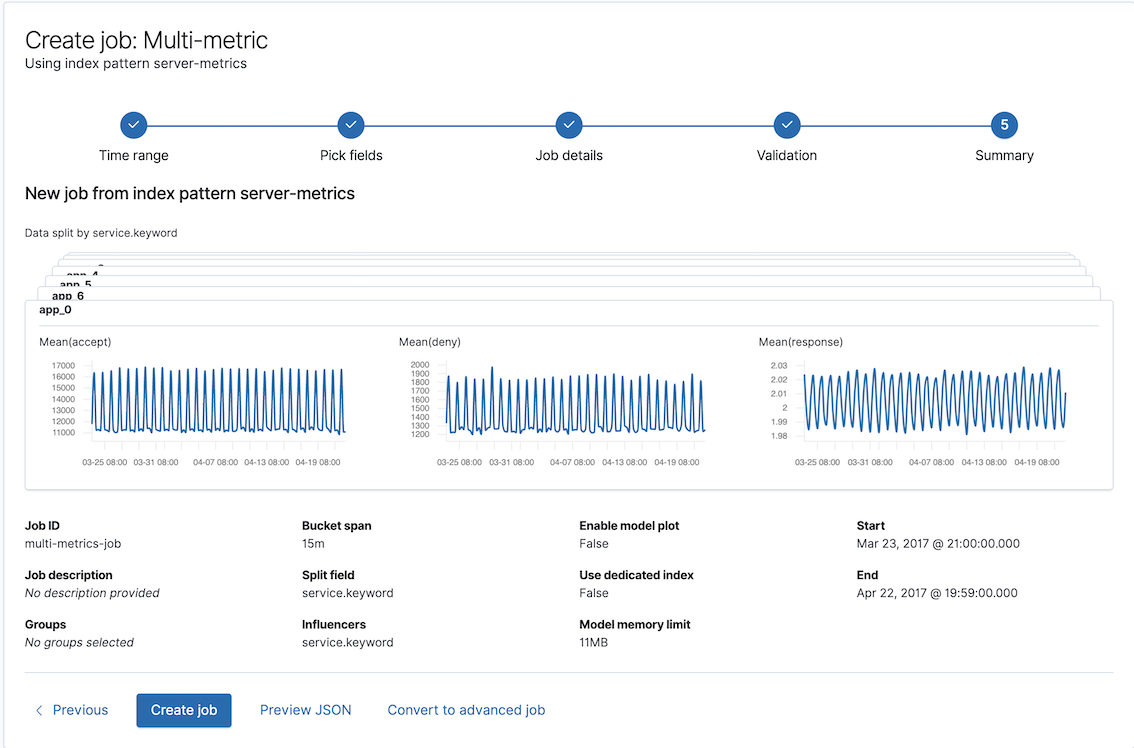 Create job: Multi-metric
Using index pattern server-metrics
5
Time range Pick fields Job details Validation Summary
New job from index pattern server-metrics
Data split by service.keyword
app_4
app_5
app_6
app_0
Mean(accept)
17000
16000
15000
14000
13000
12000
11000
03-25 08:00 03-31 08:00 04-07 08:00 04-13 08:00 04-19 08:00
Mean(deny)
2000
1900
1800
1700
1600
1500
1400
1300
1200
03-25 08:00 03-31 08:00 04-07 08:00 04-13 08:00 04-19 08:00
Mean(response)
2.03
2.02
2.01
2
1.99
1.98
03-25 08:00 03-31 08:00 04-07 08:00 04-13 08:00 04-19 08:00
Job ID
multi-metrics-job
Job description
No description provided
Groups
No groups selected
Bucket span
15m
Split field
service.keyword
Influencers
service.keyword
Enable model plot
False
Use dedicated index
False
Model memory limit
11MB
Start
Mar 23, 2017 @ 21:00:00.000
End
Apr 22, 2017 @ 19:59:00.000
Previous Create job Preview JSON Convert to advanced job